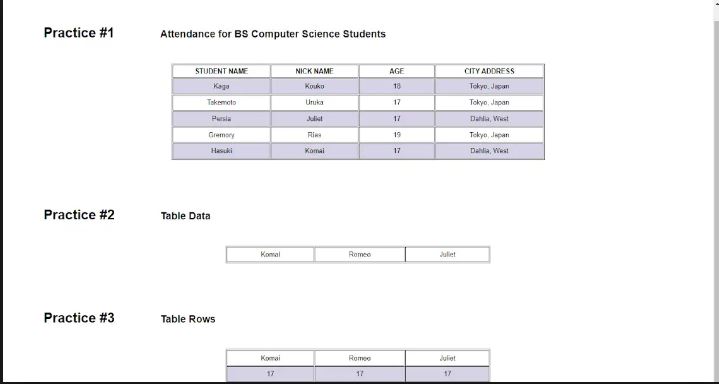 Practice #1 Attendance for BS Computer Science Students
STUDENT NAME NICK NAME AGE CITY ADDRESS
Kaga Kouko 18 Tokyo, Japan
Takemoto Uruka 17 Tokyo, Japan
Persia Juliet 17 Dahlia, West
Gremory Rias 19 Tokyo, Japan
Hasuki Komai 17 Dahlia, West
Practice #2 Table Data
Komai Romeo Juliet
Practice #3 Table Rows
Komai Romeo Juliet
17 17 17